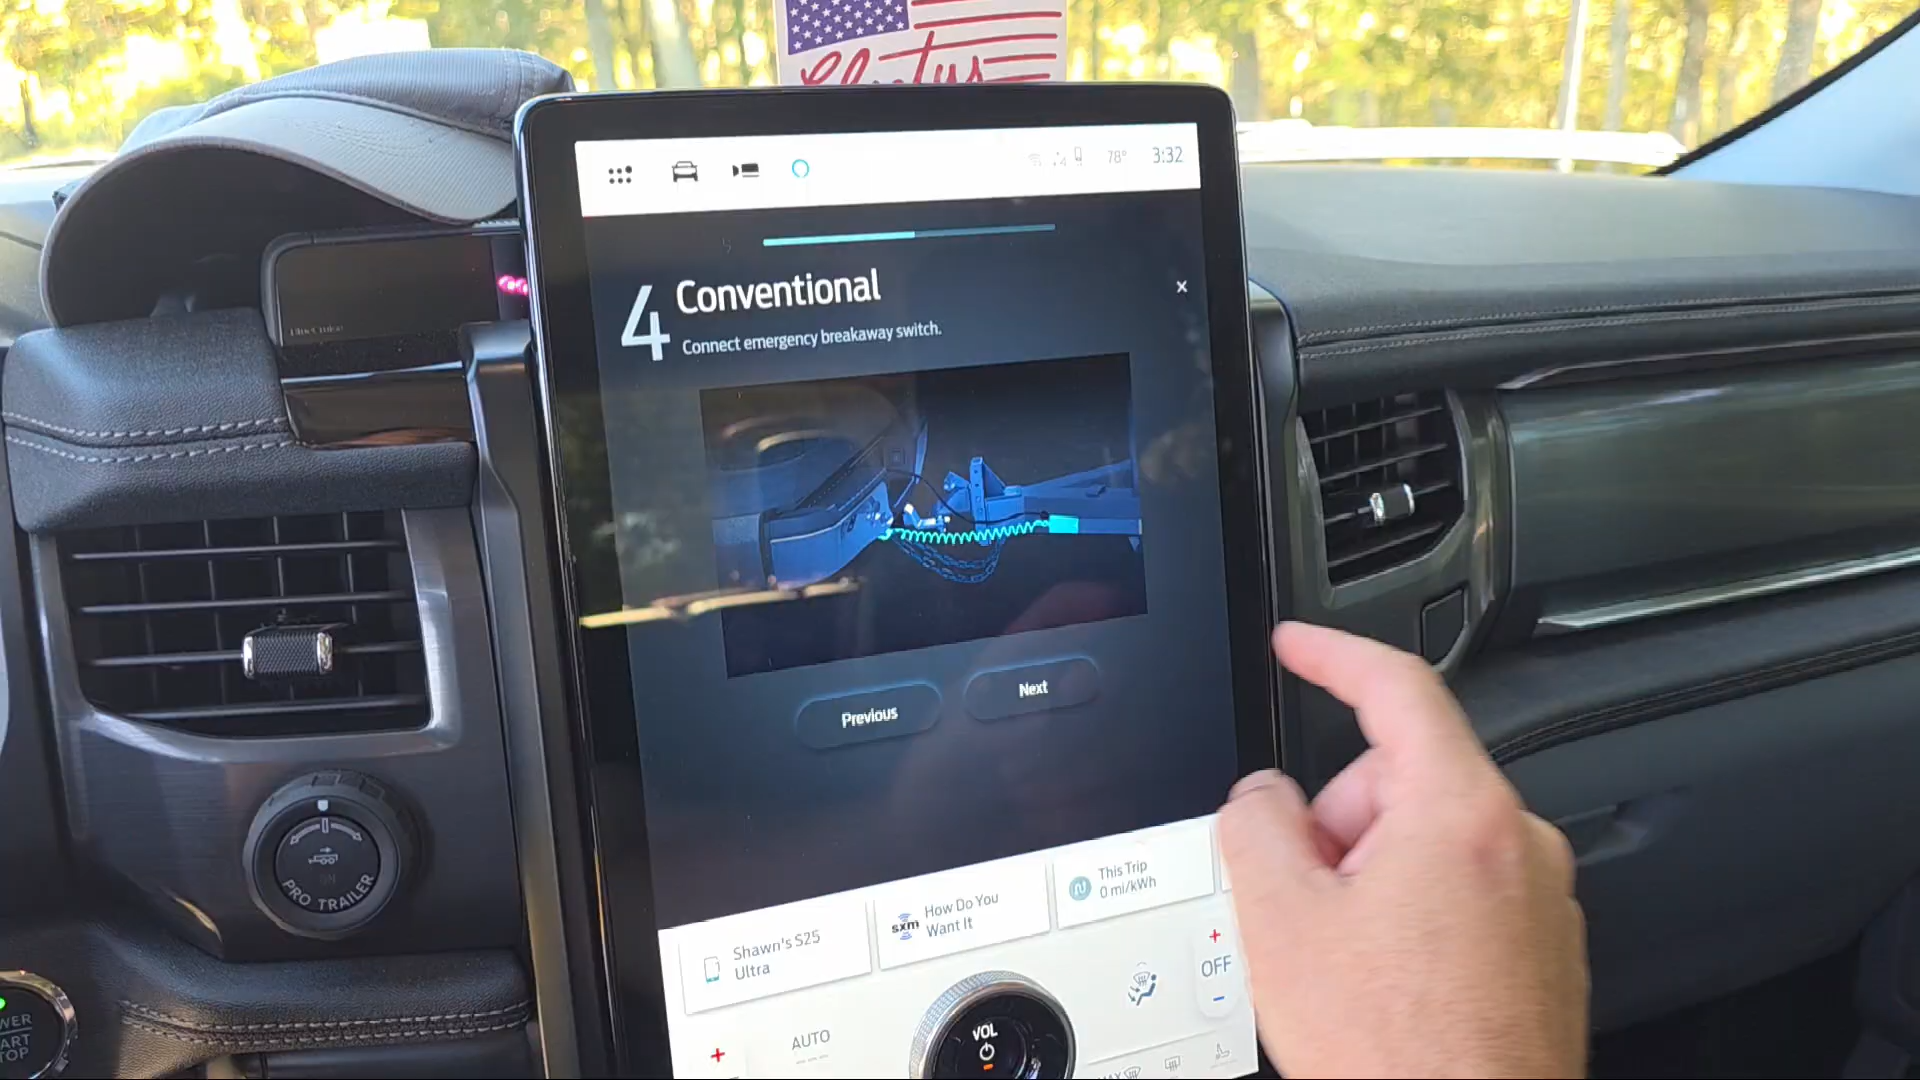 78° 3:32
4 Conventional
Connect emergency breakaway switch.
Previous
Next
PRO TRAILER
Shawn's S25
Ultra
sxm
How Do You
Want It
This Trip
0 mi/kWh
OFF
AUTO
VOL